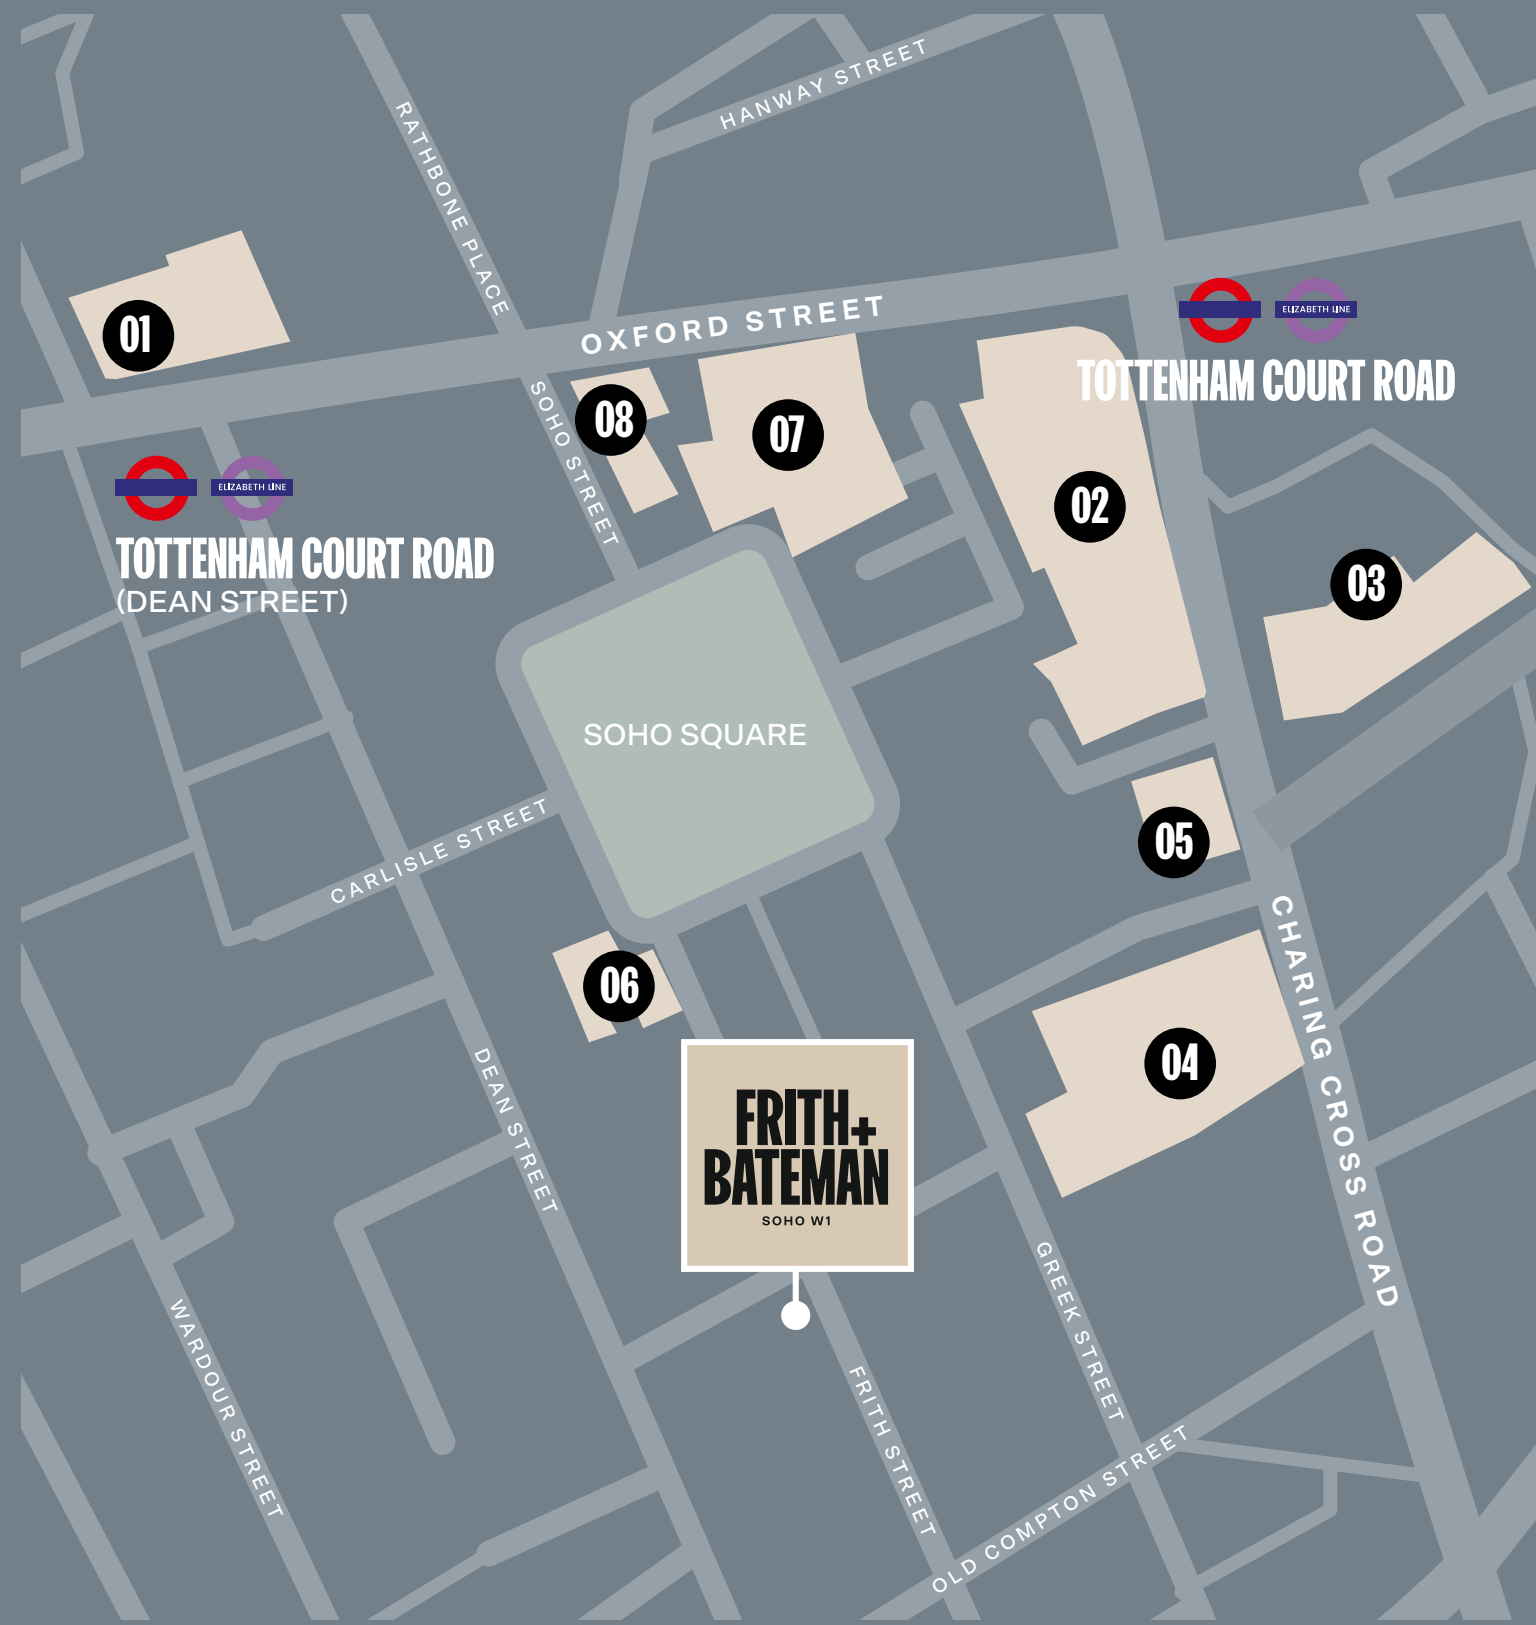 HANWAY STREET
RATHBONE PLACE
01
OXFORD STREET
ELIZABETH LINE
TOTTENHAM COURT ROAD
08
07
SOHO STREET
02
ELIZABETH LINE
TOTTENHAM COURT ROAD
(DEAN STREET)
03
SOHO SQUARE
CARLISLE STREET
05
06
04
CHARING CROSS ROAD
DEAN STREET
FRITH+
BATEMAN
SOHO W1
GREEK STREET
WARDOUR STREET
FRITH STREET
OLD COMPTON STREET